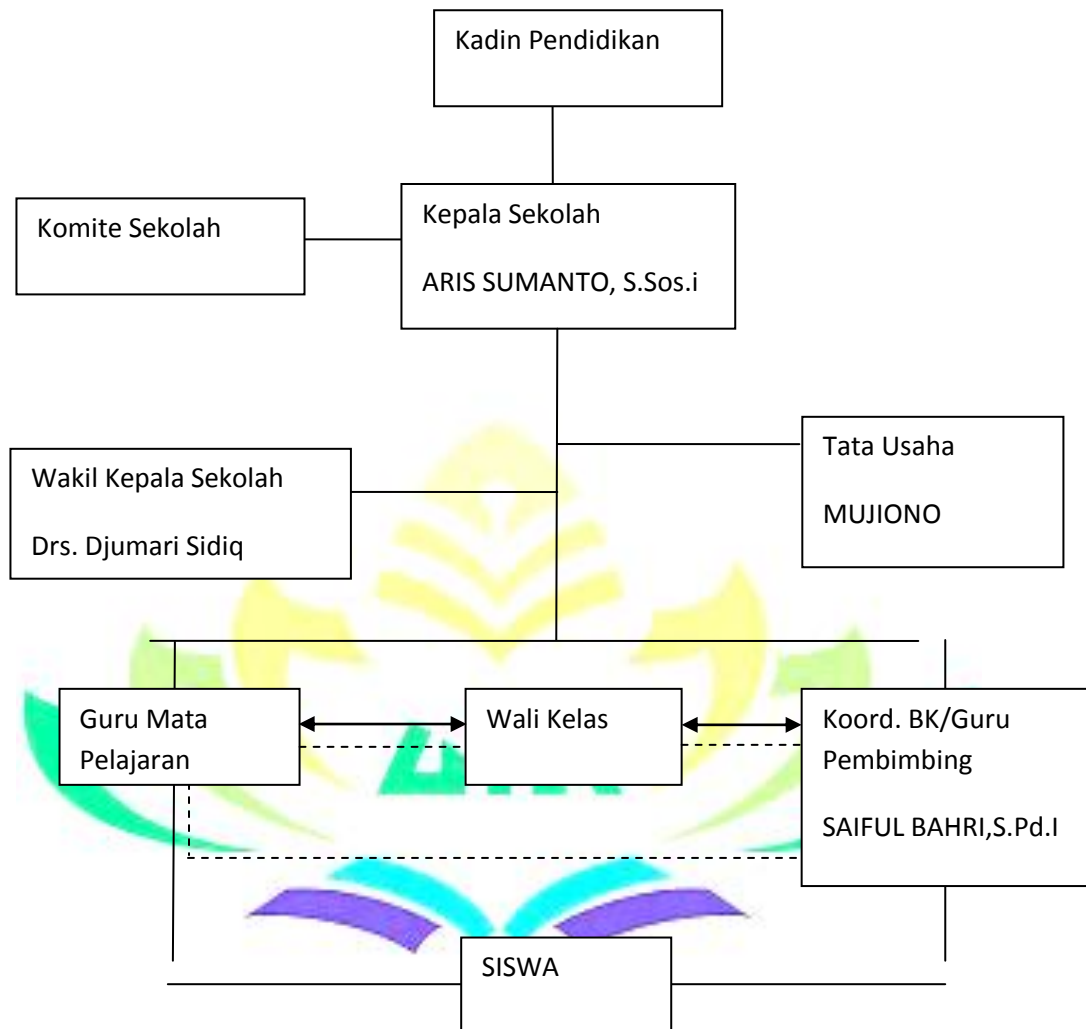 Kadin Pendidikan
Komite Sekolah
Kepala Sekolah
ARIS SUMANTO, S.Sos.i
Wakil Kepala Sekolah
Drs. Djumari Sidiq
Tata Usaha
MUJIONO
Guru Mata
Pelajaran
Wali Kelas
Koord. BK/Guru
Pembimbing
SAIFUL BAHRI,S.Pd.I
SISWA